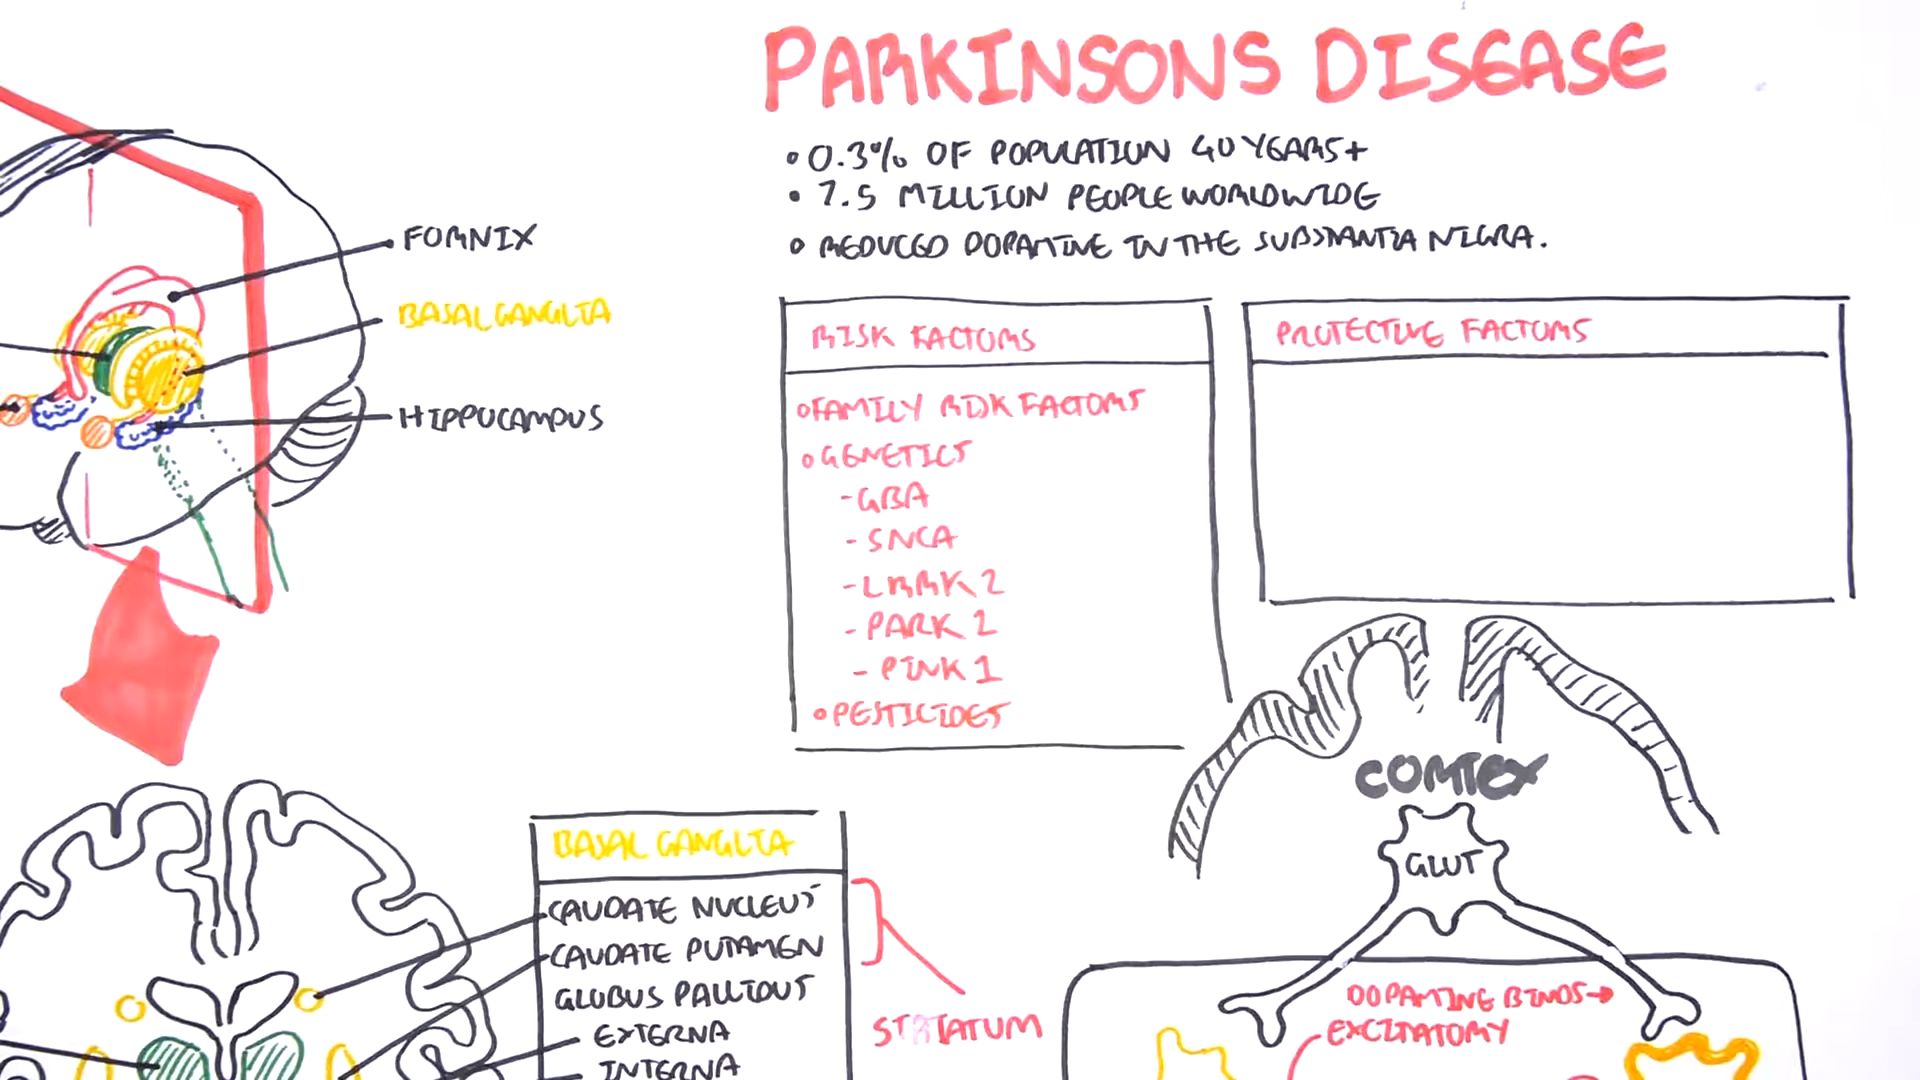 PARKINSONS DISEASE
• 0.3% OF POPULATION 40 YEARS+
• 7.5 MILLION PEOPLE WORLDWIDE
• REDUCED DOPAMINE IN THE SUBSTANTIA NIGRA.
FORNIX
BASAL GANGLIA
HIPPOCAMPUS
RISK FACTORS
• FAMILY RISK FACTORS
• GENETICS
- GBA
- SNCA
- LRRK 2
- PARK 2
- PINK 1
• PESTICIDES
PROTECTIVE FACTORS
CORTEX
GLUT
BASAL GANGLIA
CAUDATE NUCLEUS
CAUDATE PUTAMEN
GLOBUS PALLIDUS
- EXTERNA
- INTERNA
STRIATUM
DOPAMINE BINDS →
EXCITATORY